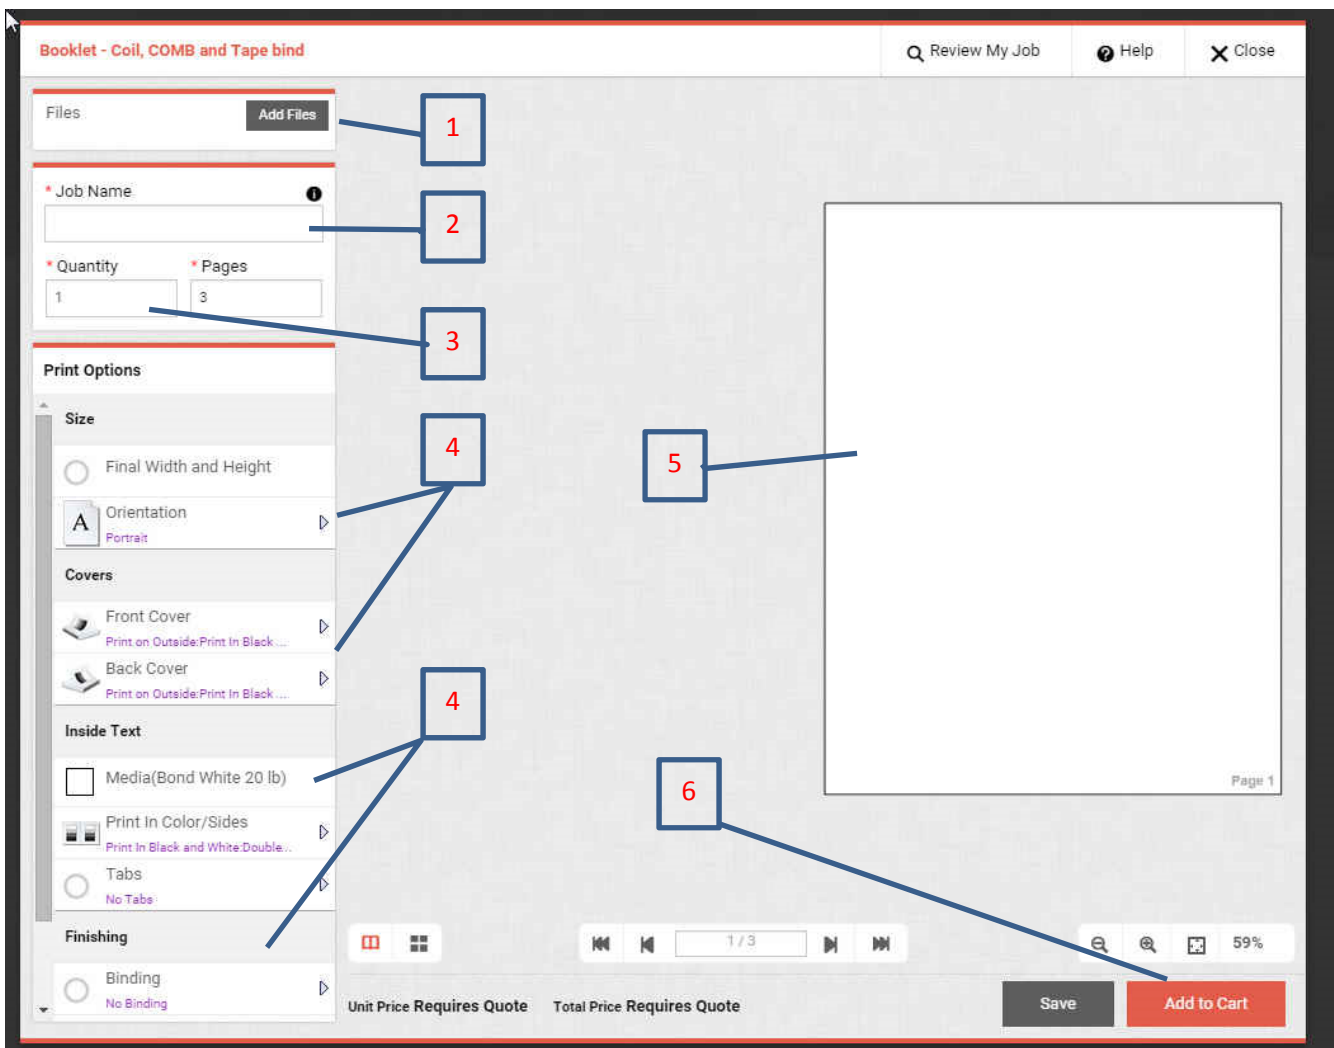 Booklet - Coil, COMB and Tape bind
Review My Job
Help
Close
Files
Add Files
1
* Job Name
2
* Quantity
* Pages
1
3
3
Print Options
Size
Final Width and Height
4
5
A
Orientation
Portrait
Covers
Front Cover
Print on Outside:Print In Black ...
Back Cover
Print on Outside:Print In Black ...
4
Inside Text
Media(Bond White 20 lb)
6
Page 1
Print In Color/Sides
Print In Black and White:Double...
Tabs
No Tabs
Finishing
1 / 3
59%
Binding
No Binding
Unit Price Requires Quote
Total Price Requires Quote
Save
Add to Cart